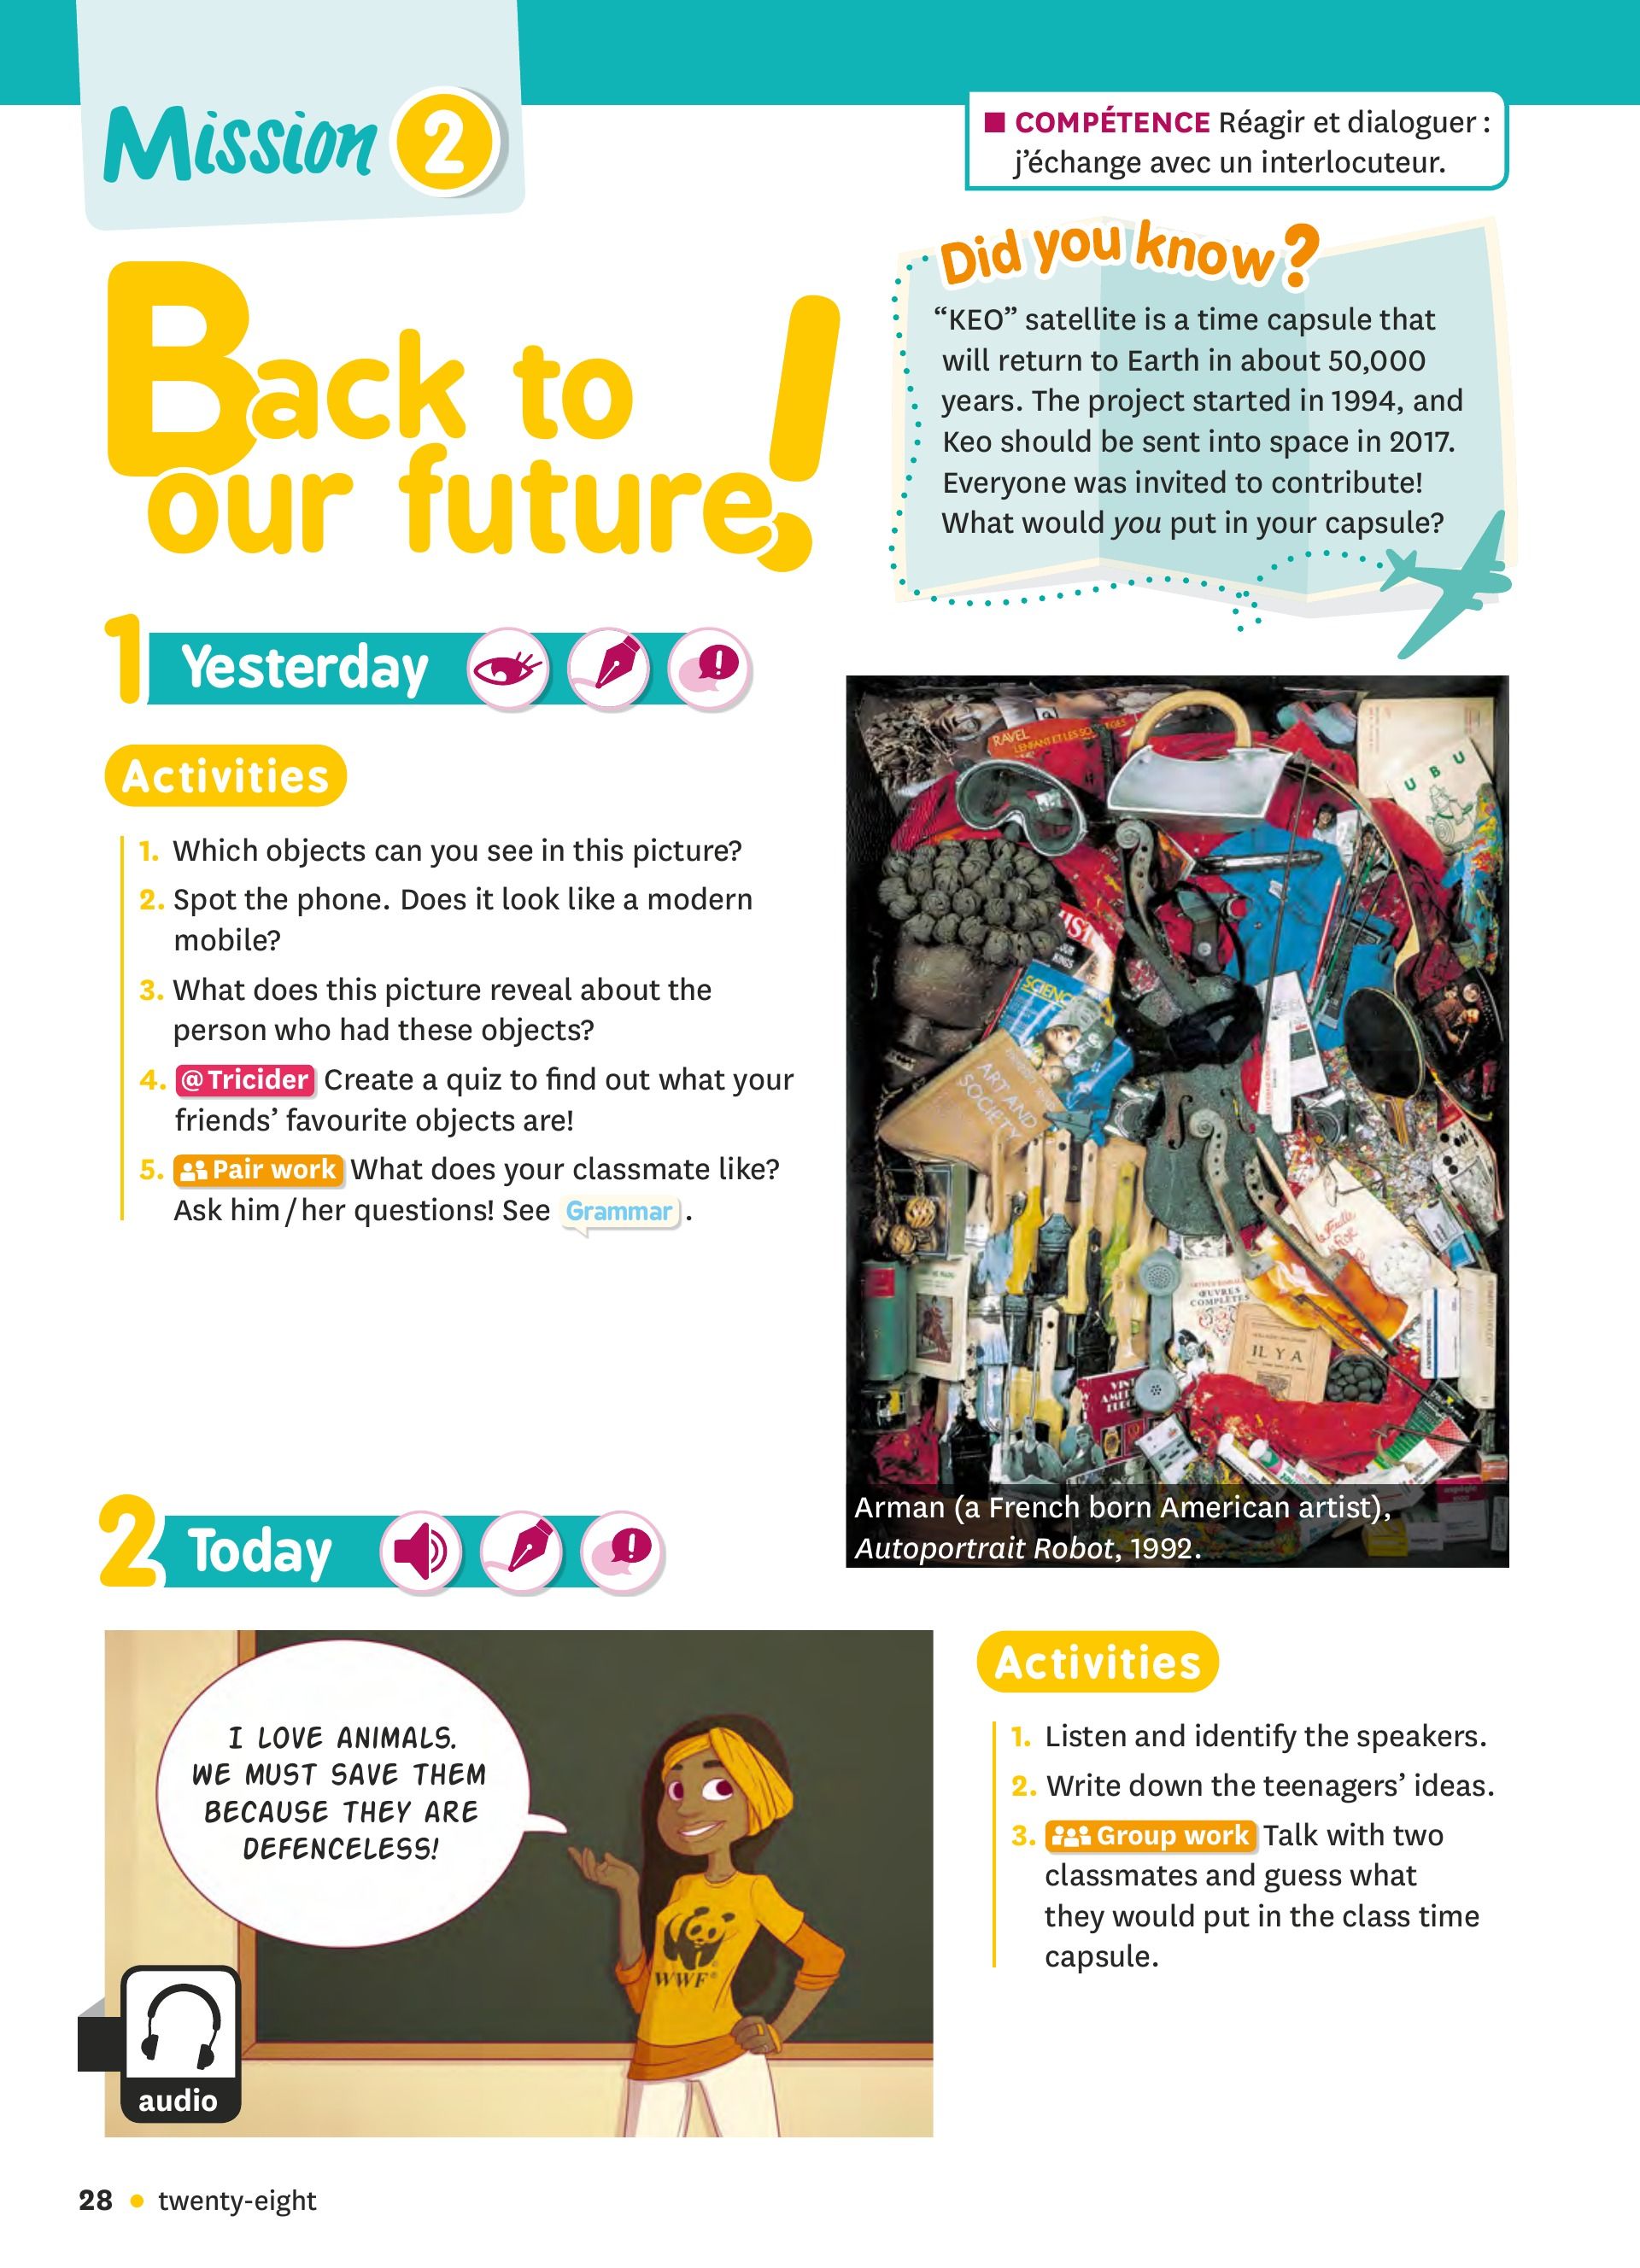 Mission 2
■ COMPÉTENCE Réagir et dialoguer :
j’échange avec un interlocuteur.
Back to
our future!
Did you know?
“KEO” satellite is a time capsule that
will return to Earth in about 50,000
years. The project started in 1994, and
Keo should be sent into space in 2017.
Everyone was invited to contribute!
What would you put in your capsule?
1 Yesterday
Activities
1. Which objects can you see in this picture?
2. Spot the phone. Does it look like a modern
mobile?
3. What does this picture reveal about the
person who had these objects?
4. @Tricider Create a quiz to find out what your
friends’ favourite objects are!
5. Pair work What does your classmate like?
Ask him / her questions! See Grammar .
RAVEL
UBU
SCIENC
ART AND
SOCIETY
ŒUVRES
COMPLÈTES
IL Y A
Arman (a French born American artist),
Autoportrait Robot, 1992.
2 Today
I LOVE ANIMALS.
WE MUST SAVE THEM
BECAUSE THEY ARE
DEFENCELESS!
WWF®
audio
Activities
1. Listen and identify the speakers.
2. Write down the teenagers’ ideas.
3. Group work Talk with two
classmates and guess what
they would put in the class time
capsule.
28 • twenty-eight